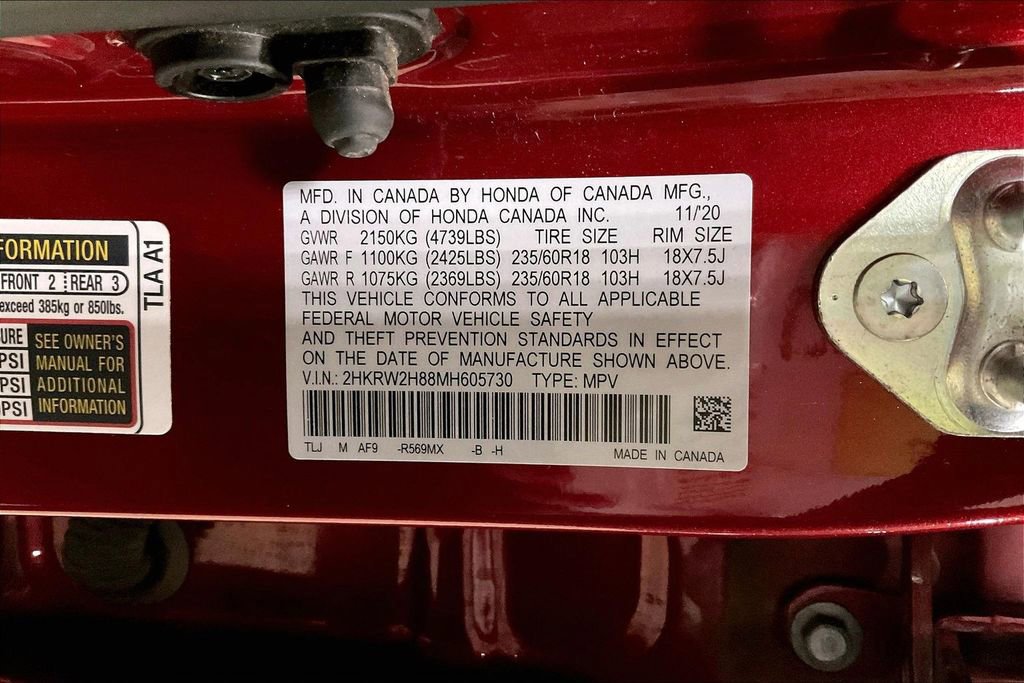 FORMATION
FRONT 2 REAR 3
exceed 385kg or 850lbs.
URE
PSI
PSI
PSI
SEE OWNER'S
MANUAL FOR
ADDITIONAL
INFORMATION
TLA A1
MFD. IN CANADA BY HONDA OF CANADA MFG.,
A DIVISION OF HONDA CANADA INC. 11/'20
GVWR 2150KG (4739LBS) TIRE SIZE RIM SIZE
GAWR F 1100KG (2425LBS) 235/60R18 103H 18X7.5J
GAWR R 1075KG (2369LBS) 235/60R18 103H 18X7.5J
THIS VEHICLE CONFORMS TO ALL APPLICABLE
FEDERAL MOTOR VEHICLE SAFETY
AND THEFT PREVENTION STANDARDS IN EFFECT
ON THE DATE OF MANUFACTURE SHOWN ABOVE.
V.I.N.: 2HKRW2H88MH605730 TYPE: MPV
TLJ M AF9 -R569MX -B -H MADE IN CANADA